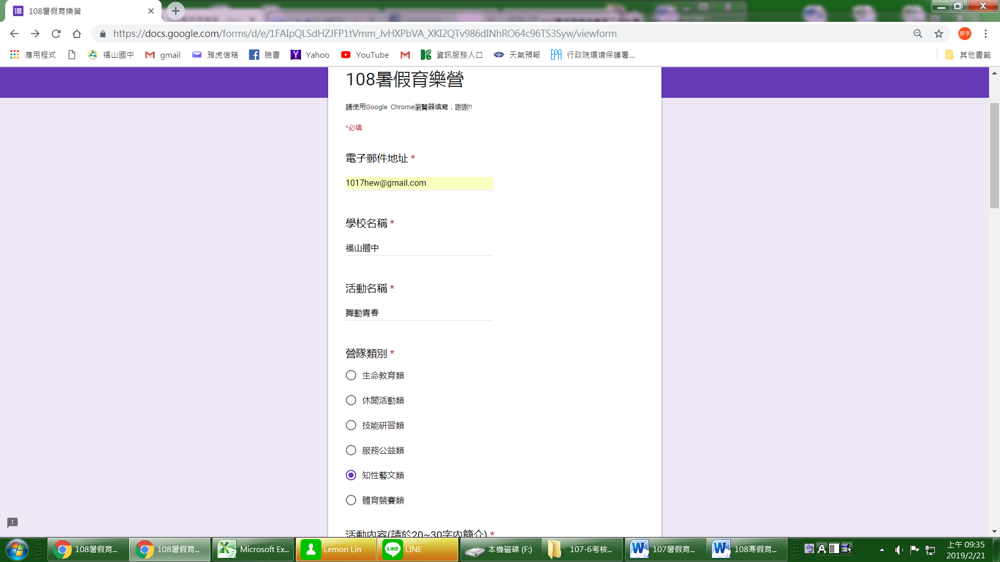 108暑假育樂營
https://docs.google.com/forms/d/e/1FAIpQLSdHZJFP1tVmm_JvHXPbVA_XKI2QTv986dINhRO64c96TS3Syw/viewform
原亨
應用程式 福山國中 gmail 雅虎信箱 臉書 Yahoo YouTube 資訊服務入口 天氣預報 行政院環境保護署... 其他書籤
108暑假育樂營
請使用Google Chrome瀏覽器填寫，謝謝!!
*必填
電子郵件地址 *
1017hew@gmail.com
學校名稱 *
福山摑中
活動名稱 *
舞動青春
營隊類別 *
生命教育類
休閒活動類
技能研習類
服務公益類
知性藝文類
體育競賽類
活動內容(請於20~30字內簡介) *
108暑假育... 108暑假育... Microsoft Ex... Lemon Lin LINE 本機磁碟 (F:) 107-6考核... 107暑假育... 108寒假育... 上午 09:35
2019/2/21